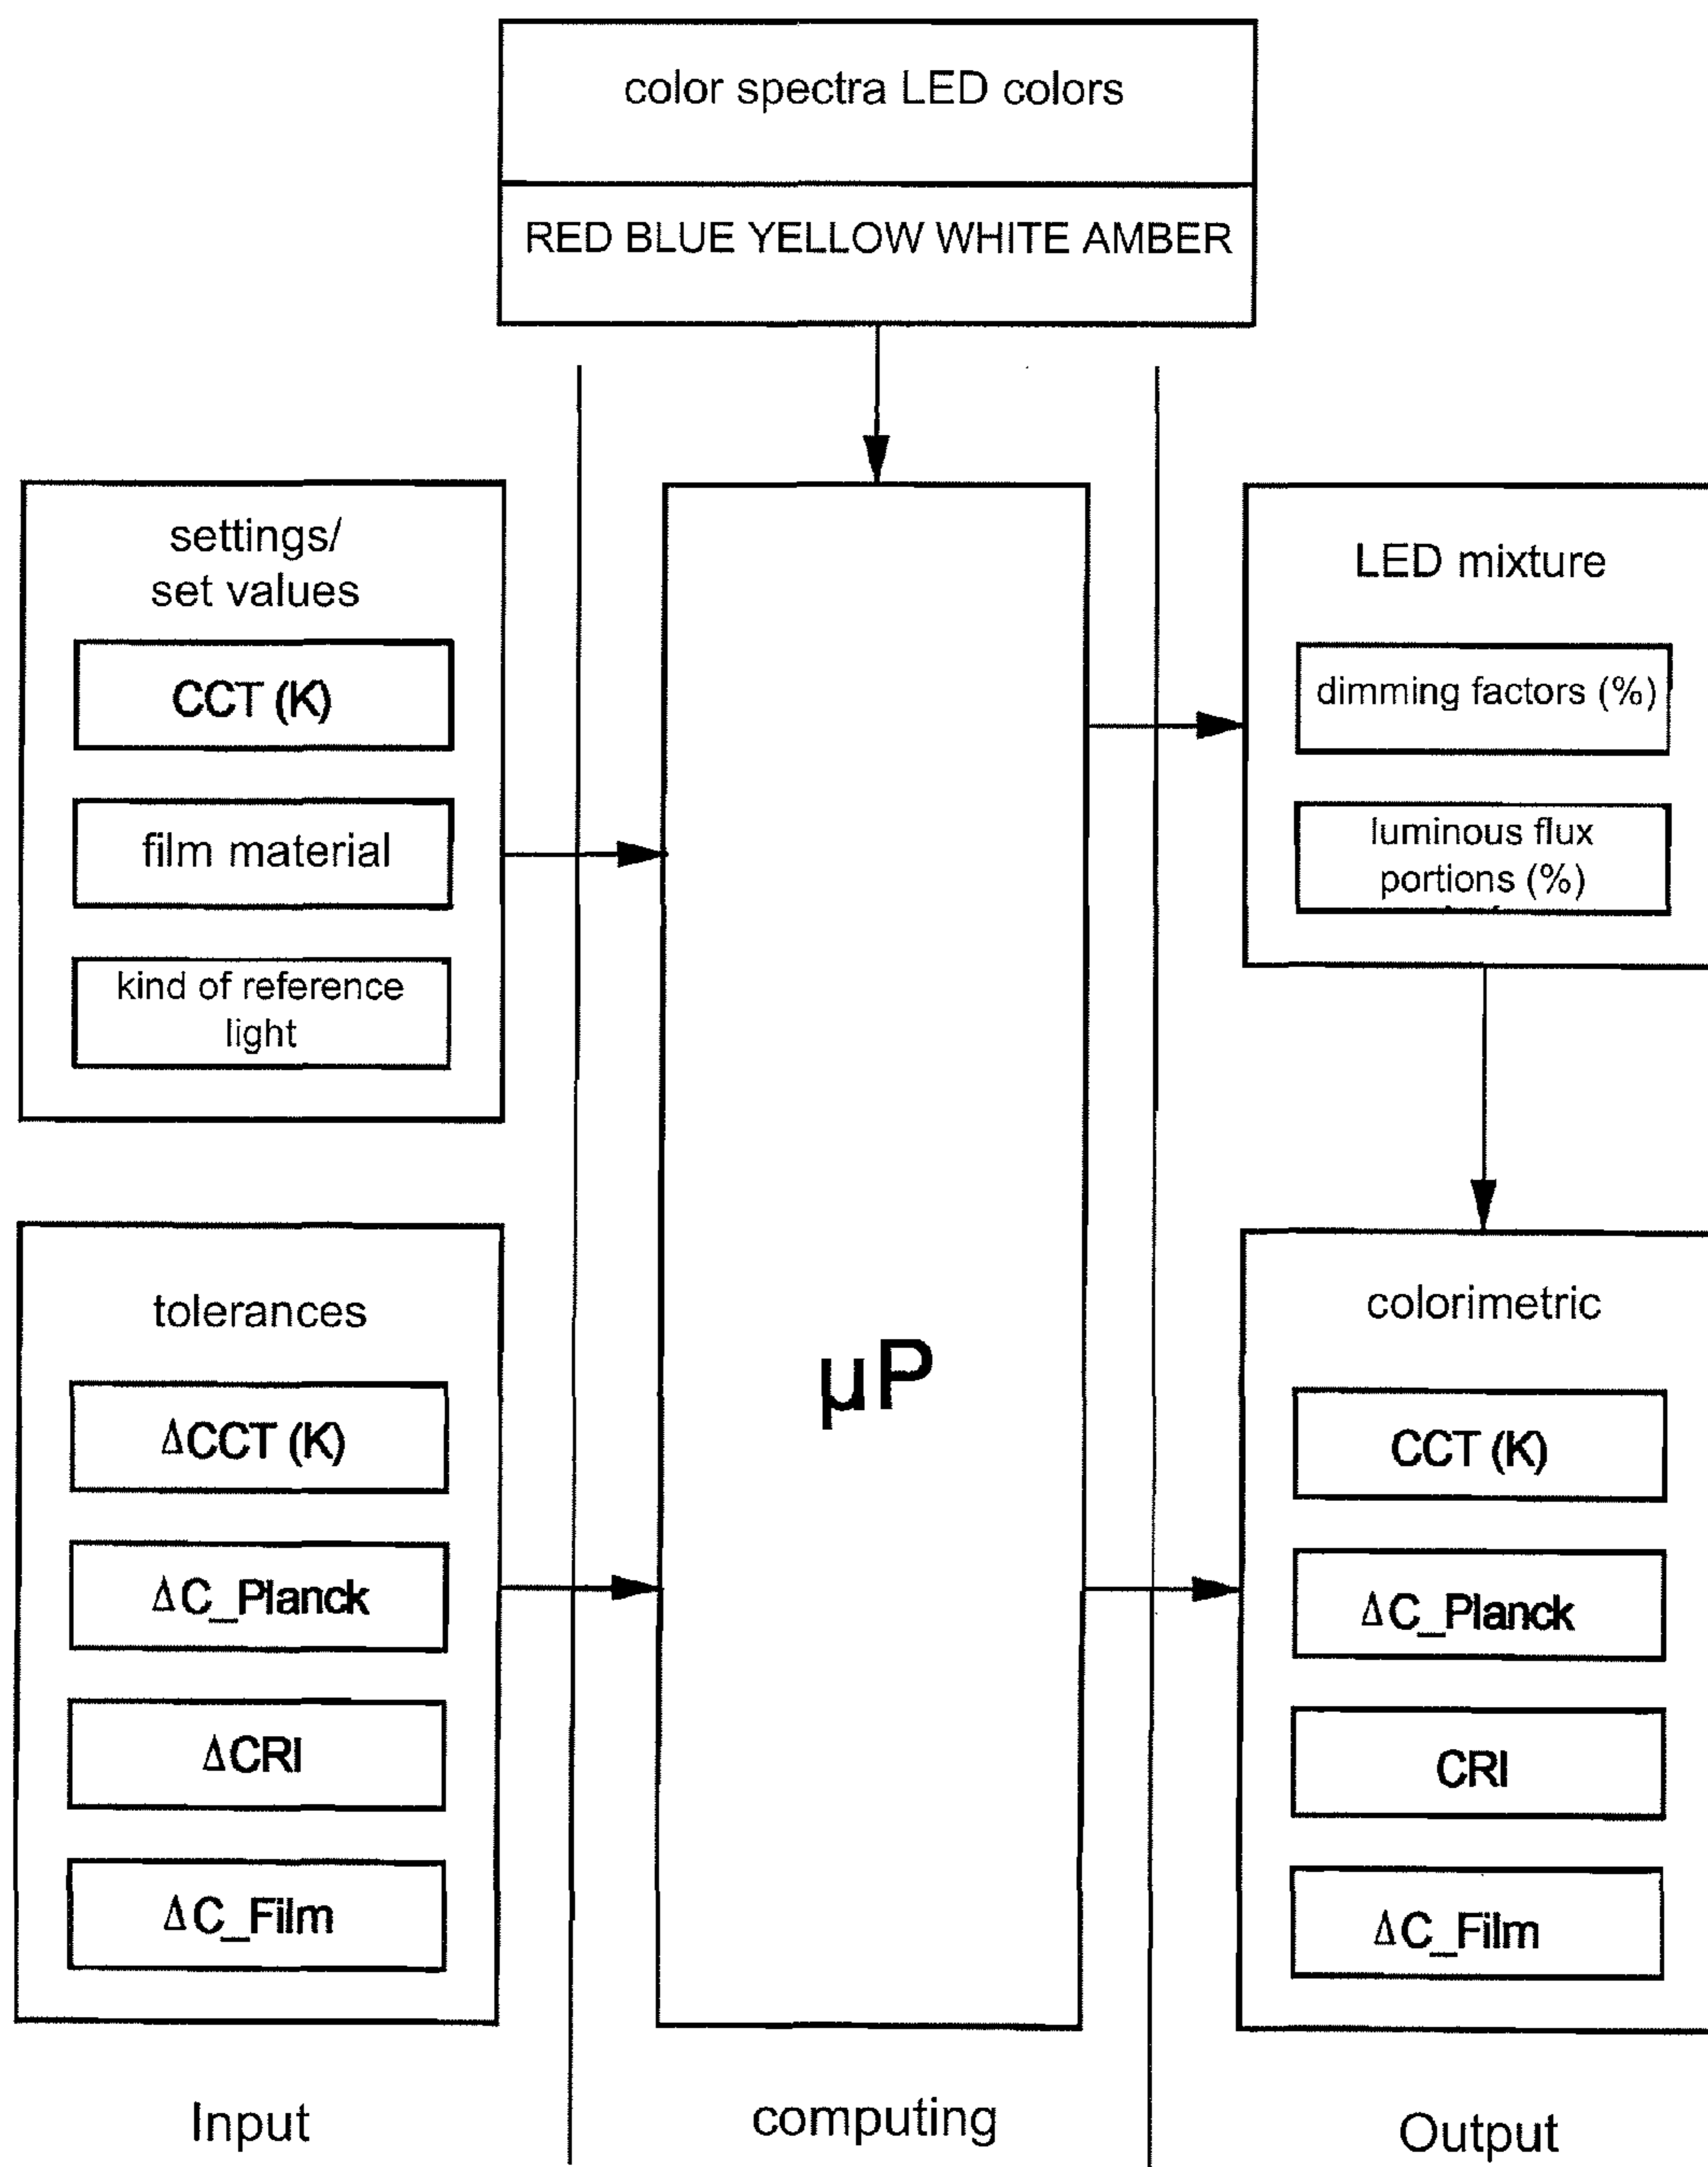 color spectra LED colors
RED BLUE YELLOW WHITE AMBER
settings/
set values
CCT (K)
film material
kind of reference
light
tolerances
ΔCCT (K)
ΔC_Planck
ΔCRI
ΔC_Film
Input
µP
computing
LED mixture
dimming factors (%)
luminous flux
portions (%)
colorimetric
CCT (K)
ΔC_Planck
CRI
ΔC_Film
Output